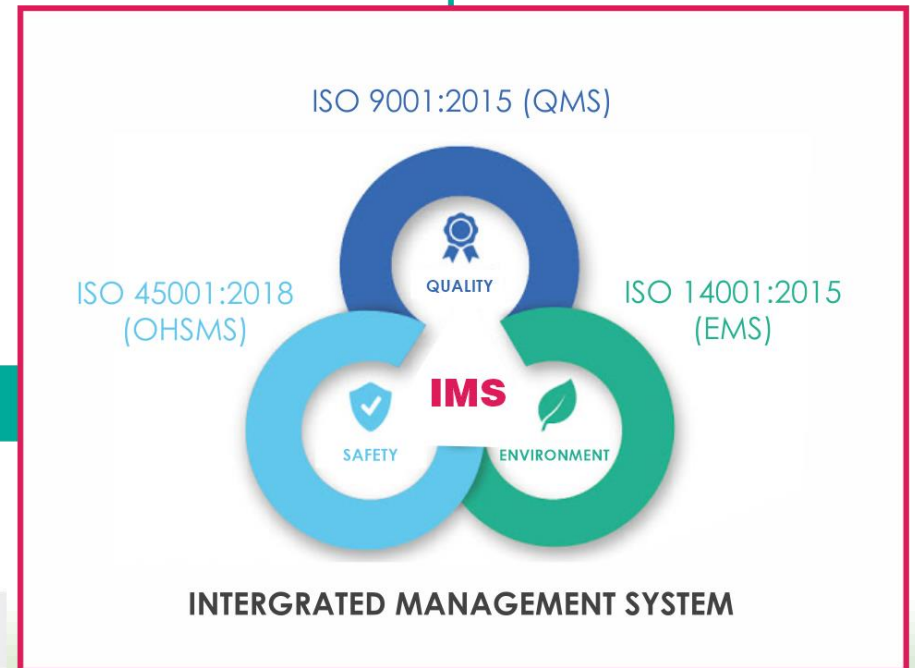 ISO 9001:2015 (QMS)
QUALITY
ISO 45001:2018
(OHSMS)
ISO 14001:2015
(EMS)
IMS
SAFETY
ENVIRONMENT
INTERGRATED MANAGEMENT SYSTEM